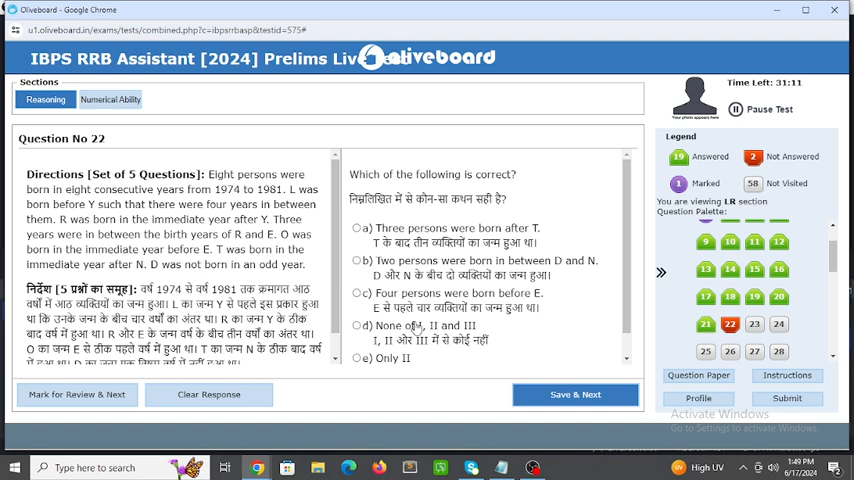 Oliveboard - Google Chrome
u1.oliveboard.in/exams/tests/combined.php?c=ibpsrrbasp&testid=575#
IBPS RRB Assistant [2024] Prelims Live
oliveboard
Sections
Reasoning
Numerical Ability
Time Left: 31:11
Your photo appears here
Pause Test
Question No 22
Directions [Set of 5 Questions]: Eight persons were
born in eight consecutive years from 1974 to 1981. L was
born before Y such that there were four years in between
them. R was born in the immediate year after Y. Three
years were in between the birth years of R and E. O was
born in the immediate year before E. T was born in the
immediate year after N. D was not born in an odd year.
निर्देश [5 प्रश्नों का समूह]: वर्ष 1974 से वर्ष 1981 तक क्रमागत आठ
वर्षों में आठ व्यक्तियों का जन्म हुआ। L का जन्म Y से पहले इस प्रकार हुआ
था कि उनके जन्म के बीच चार वर्षों का अंतर था। R का जन्म Y के ठीक
बाद वर्ष में हुआ था। R और E के जन्म वर्ष के बीच तीन वर्षों का अंतर था।
O का जन्म E से ठीक पहले वर्ष में हुआ था। T का जन्म N के ठीक बाद वर्ष
में हुआ था। D का जन्म एक विषम वर्ष में नहीं हुआ था।
Which of the following is correct?
निम्नलिखित में से कौन-सा कथन सही है?
a) Three persons were born after T.
T के बाद तीन व्यक्तियों का जन्म हुआ था।
b) Two persons were born in between D and N.
D और N के बीच दो व्यक्तियों का जन्म हुआ था।
c) Four persons were born before E.
E से पहले चार व्यक्तियों का जन्म हुआ था।
d) None of I, II and III
I, II और III में से कोई नहीं
e) Only II
Legend
19 Answered
2 Not Answered
1 Marked
58 Not Visited
You are viewing LR section
Question Palette:
9 10 11 12
13 14 15 16
17 18 19 20
21 22 23 24
25 26 27 28
Mark for Review & Next
Clear Response
Save & Next
Question Paper
Instructions
Profile
Submit
Activate Windows
Go to Settings to activate Windows.
Type here to search
High UV
1:49 PM
6/17/2024
2